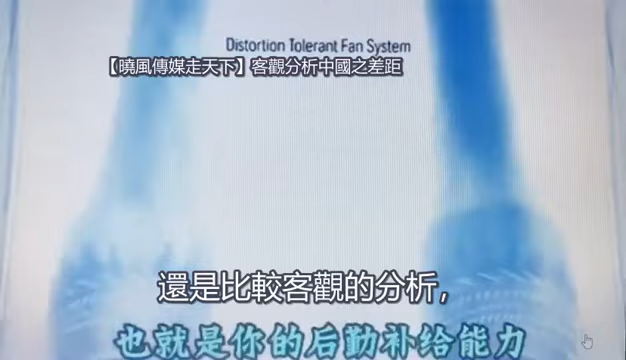 Distortion Tolerant Fan System
【曉風傳媒走天下】客觀分析中國之差距
還是比較客觀的分析，
也就是你的后勤补给能力